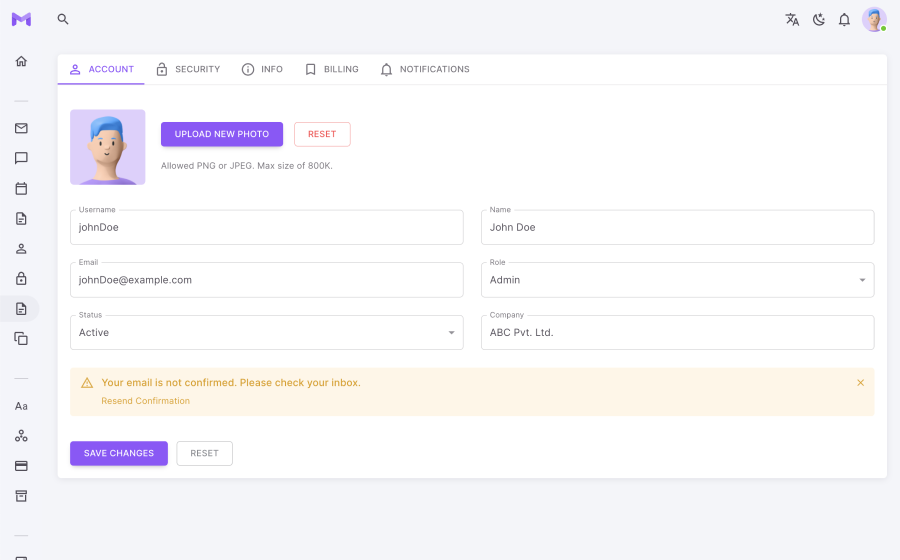 ACCOUNT SECURITY INFO BILLING NOTIFICATIONS
UPLOAD NEW PHOTO RESET
Allowed PNG or JPEG. Max size of 800K.
Username Name
johnDoe John Doe
Email Role
johnDoe@example.com Admin
Status Company
Active ABC Pvt. Ltd.
Your email is not confirmed. Please check your inbox.
Resend Confirmation
Aa
SAVE CHANGES RESET